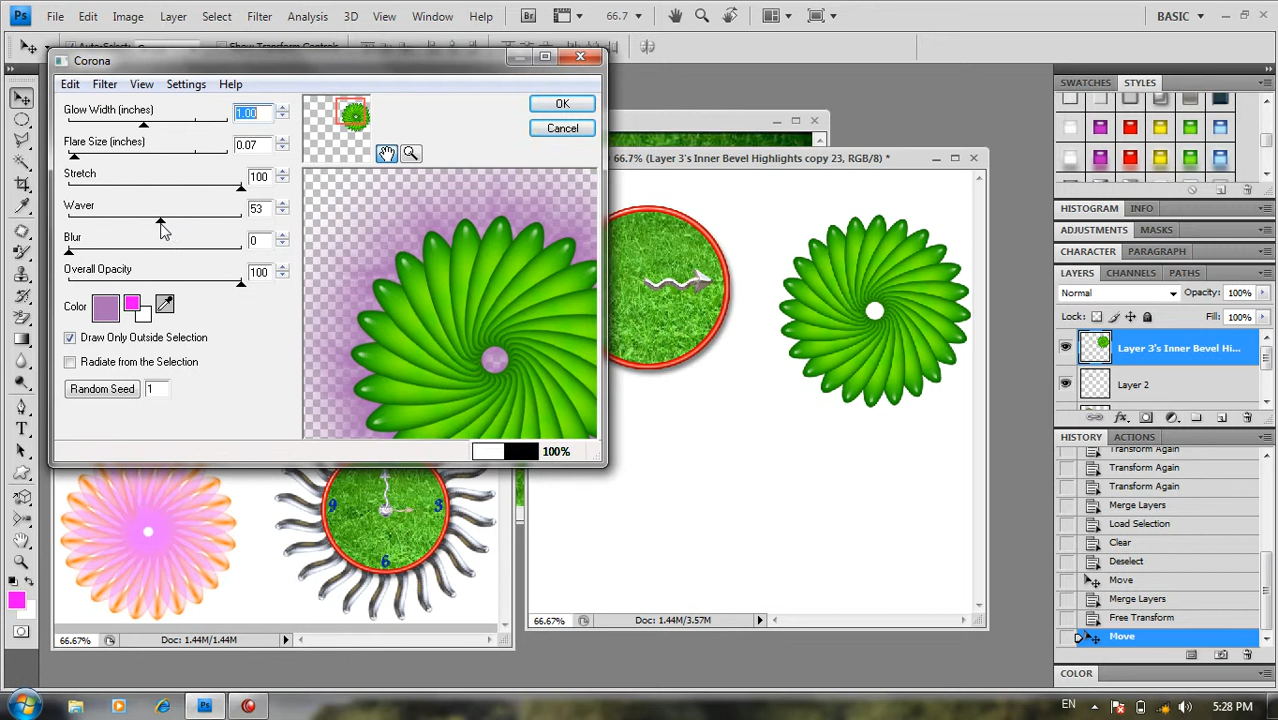 Ps File Edit Image Layer Select Filter Analysis 3D View Window Help Br 66.7 BASIC
Corona
Edit Filter View Settings Help
Glow Width (inches) 1.00
Flare Size (inches) 0.07
Stretch 100
Waver 53
Blur 0
Overall Opacity 100
Color
Draw Only Outside Selection
Radiate from the Selection
Random Seed 1
OK
Cancel
100%
66.7% (Layer 3's Inner Bevel Highlights copy 23, RGB/8) *
9 3
6
66.67% Doc: 1.44M/1.44M
66.67% Doc: 1.44M/3.57M
SWATCHES STYLES
HISTOGRAM INFO
ADJUSTMENTS MASKS
CHARACTER PARAGRAPH
LAYERS CHANNELS PATHS
Normal Opacity: 100%
Lock: Fill: 100%
Layer 3's Inner Bevel Hi...
Layer 2
HISTORY ACTIONS
Transform Again
Transform Again
Transform Again
Merge Layers
Load Selection
Clear
Deselect
Move
Merge Layers
Free Transform
Move
COLOR
Ps EN 5:28 PM